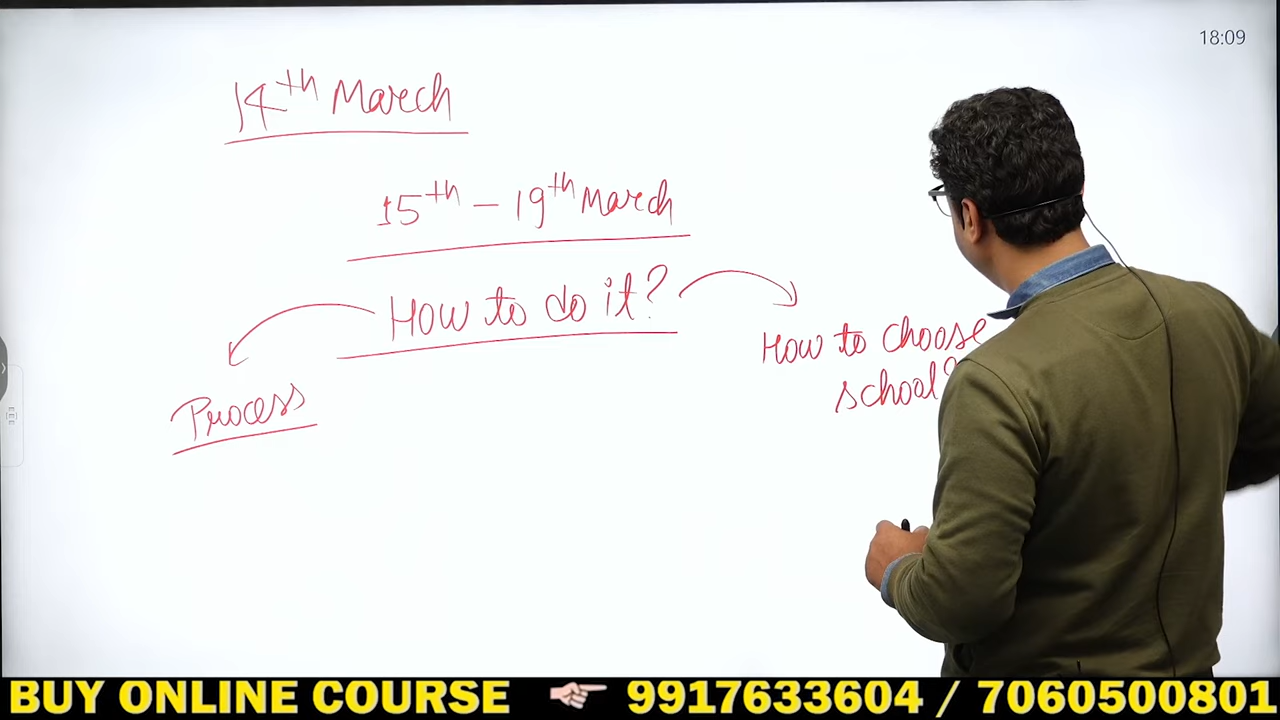 18:09
14th March
15th - 19th March
How to do it?
How to choose
school?
Process
BUY ONLINE COURSE 9917633604 / 7060500801